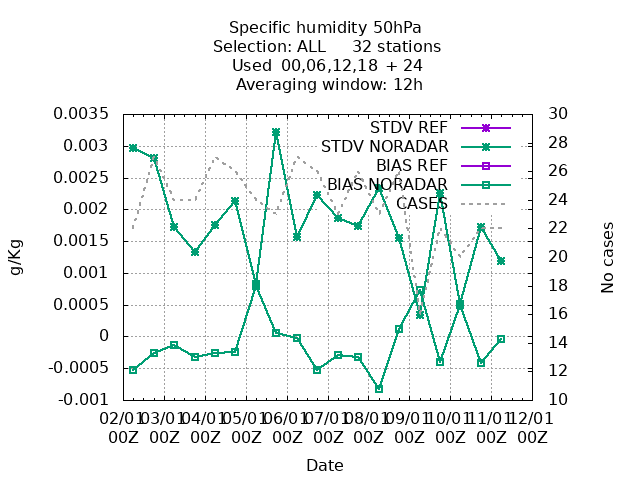 Specific humidity 50hPa
Selection: ALL 32 stations
Used 00,06,12,18 + 24
Averaging window: 12h
0.0035 30
STDV REF
0.003 28
STDV NORADAR
0.0025 26
BIAS REF
BIAS NORADAR
0.002 24
CASES
0.0015 22
0.001 20
0.0005 18
0 16
-0.0005 14
-0.001 12
10
g/Kg
No cases
02/01 03/01 04/01 05/01 06/01 07/01 08/01 09/01 10/01 11/01 12/01
00Z 00Z 00Z 00Z 00Z 00Z 00Z 00Z 00Z 00Z 00Z
Date